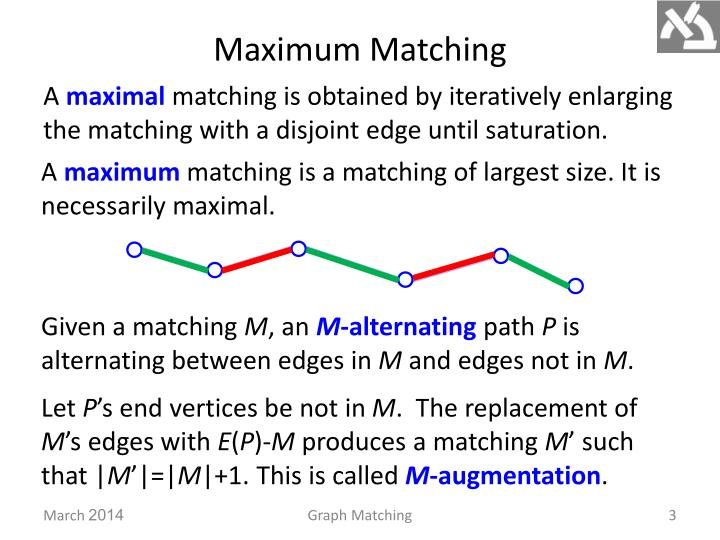 Maximum Matching
A maximal matching is obtained by iteratively enlarging
the matching with a disjoint edge until saturation.
A maximum matching is a matching of largest size. It is
necessarily maximal.
Given a matching M, an M-alternating path P is
alternating between edges in M and edges not in M.
Let P’s end vertices be not in M.  The replacement of
M’s edges with E(P)-M produces a matching M’ such
that |M’|=|M|+1. This is called M-augmentation.
March 2014 Graph Matching 3